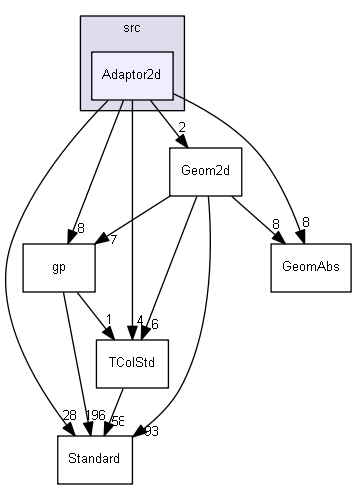 src
Adaptor2d
2
Geom2d
8
7
8
8
gp
GeomAbs
1
4
6
TColStd
28
196
58
93
Standard